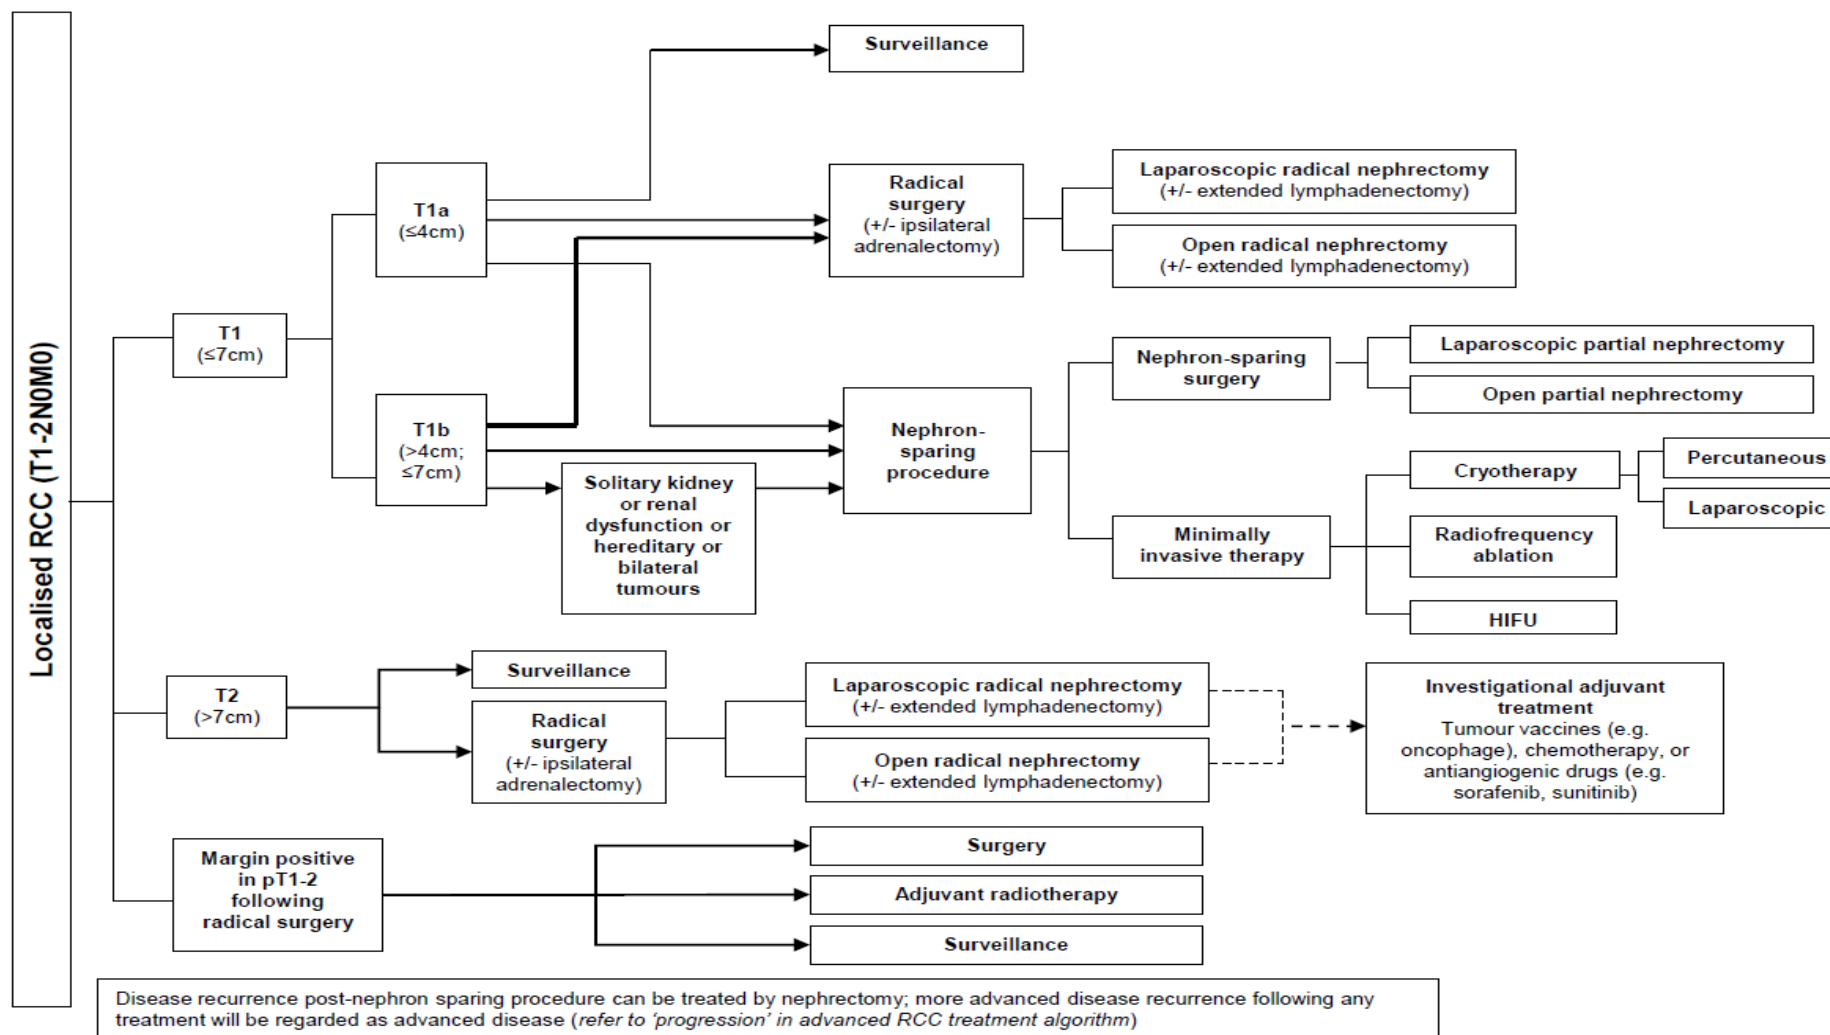 Localised RCC (T1-2N0M0)
Surveillance
T1a
(≤4cm)
Radical
surgery
(+/- ipsilateral
adrenalectomy)
Laparoscopic radical nephrectomy
(+/- extended lymphadenectomy)
Open radical nephrectomy
(+/- extended lymphadenectomy)
T1
(≤7cm)
T1b
(>4cm;
≤7cm)
Solitary kidney
or renal
dysfunction or
hereditary or
bilateral
tumours
Nephron-
sparing
procedure
Nephron-sparing
surgery
Laparoscopic partial nephrectomy
Open partial nephrectomy
Minimally
invasive therapy
Cryotherapy
Percutaneous
Laparoscopic
Radiofrequency
ablation
HIFU
T2
(>7cm)
Surveillance
Radical
surgery
(+/- ipsilateral
adrenalectomy)
Laparoscopic radical nephrectomy
(+/- extended lymphadenectomy)
Open radical nephrectomy
(+/- extended lymphadenectomy)
Investigational adjuvant
treatment
Tumour vaccines (e.g.
oncophage), chemotherapy, or
antiangiogenic drugs (e.g.
sorafenib, sunitinib)
Margin positive
in pT1-2
following
radical surgery
Surgery
Adjuvant radiotherapy
Surveillance
Disease recurrence post-nephron sparing procedure can be treated by nephrectomy; more advanced disease recurrence following any
treatment will be regarded as advanced disease (refer to ‘progression’ in advanced RCC treatment algorithm)